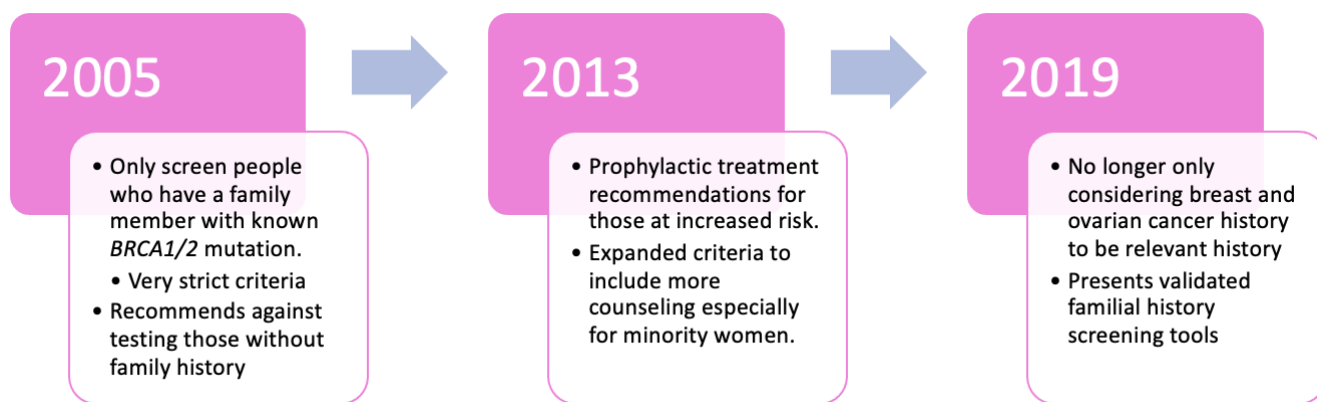 2005
• Only screen people
who have a family
member with known
BRCA1/2 mutation.
• Very strict criteria
• Recommends against
testing those without
family history
2013
• Prophylactic treatment
recommendations for
those at increased risk.
• Expanded criteria to
include more
counseling especially
for minority women.
2019
• No longer only
considering breast and
ovarian cancer history
to be relevant history
• Presents validated
familial history
screening tools